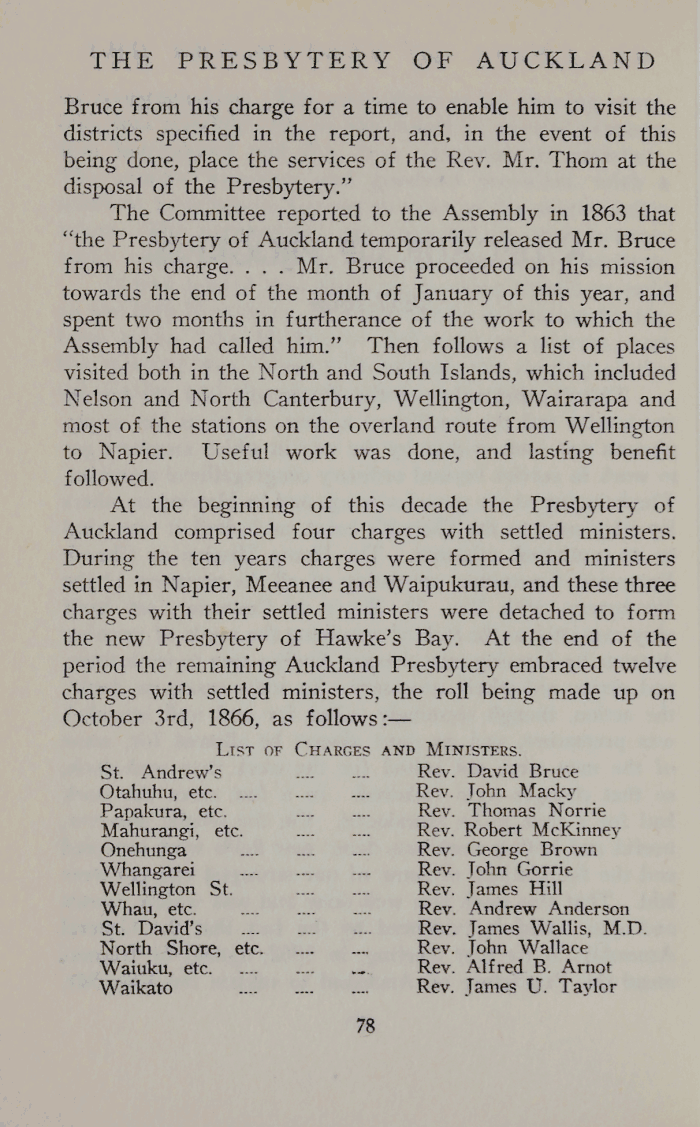 THE PRESBYTERY OF AUCKLAND
Bruce from his charge for a time to enable him to visit the
districts specified in the report, and, in the event of this
being done, place the services of the Rev. Mr. Thom at the
disposal of the Presbytery.”
The Committee reported to the Assembly in 1863 that
“the Presbytery of Auckland temporarily released Mr. Bruce
from his charge. . . . Mr. Bruce proceeded on his mission
towards the end of the month of January of this year, and
spent two months in furtherance of the work to which the
Assembly had called him.” Then follows a list of places
visited both in the North and South Islands, which included
Nelson and North Canterbury, Wellington, Wairarapa and
most of the stations on the overland route from Wellington
to Napier. Useful work was done, and lasting benefit
followed.
At the beginning of this decade the Presbytery of
Auckland comprised four charges with settled ministers.
During the ten years charges were formed and ministers
settled in Napier, Meeanee and Waipukurau, and these three
charges with their settled ministers were detached to form
the new Presbytery of Hawke’s Bay. At the end of the
period the remaining Auckland Presbytery embraced twelve
charges with settled ministers, the roll being made up on
October 3rd, 1866, as follows:—
List of Charges and Ministers.
St. Andrew’s .... .... Rev. David Bruce
Otahuhu, etc. .... .... .... Rev. John Macky
Papakura, etc. .... .... Rev. Thomas Norrie
Mahurangi, etc. .... .... Rev. Robert McKinney
Onehunga .... .... .... Rev. George Brown
Whangarei .... .... .... Rev. John Gorrie
Wellington St. .... .... Rev. James Hill
Whau, etc. .... .... .... Rev. Andrew Anderson
St. David’s .... .... .... Rev. James Wallis, M.D.
North Shore, etc. .... .... Rev. John Wallace
Waiuku, etc. .... .... .... Rev. Alfred B. Arnot
Waikato .... .... .... Rev. James U. Taylor
78